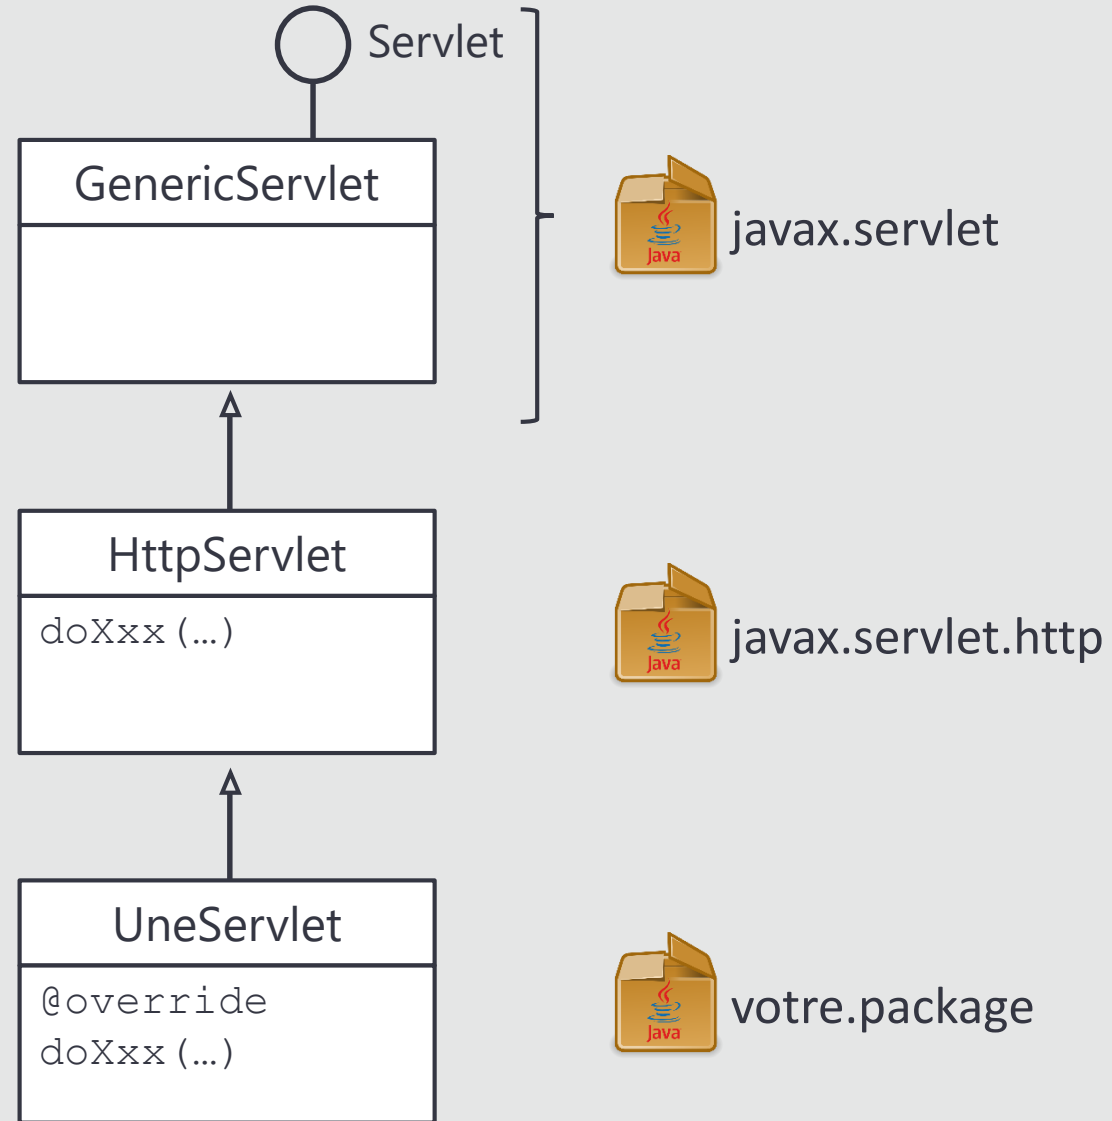 Servlet
GenericServlet
Java
javax.servlet
HttpServlet
doXxx(…)
Java
javax.servlet.http
UneServlet
@override
doXxx(…)
Java
votre.package